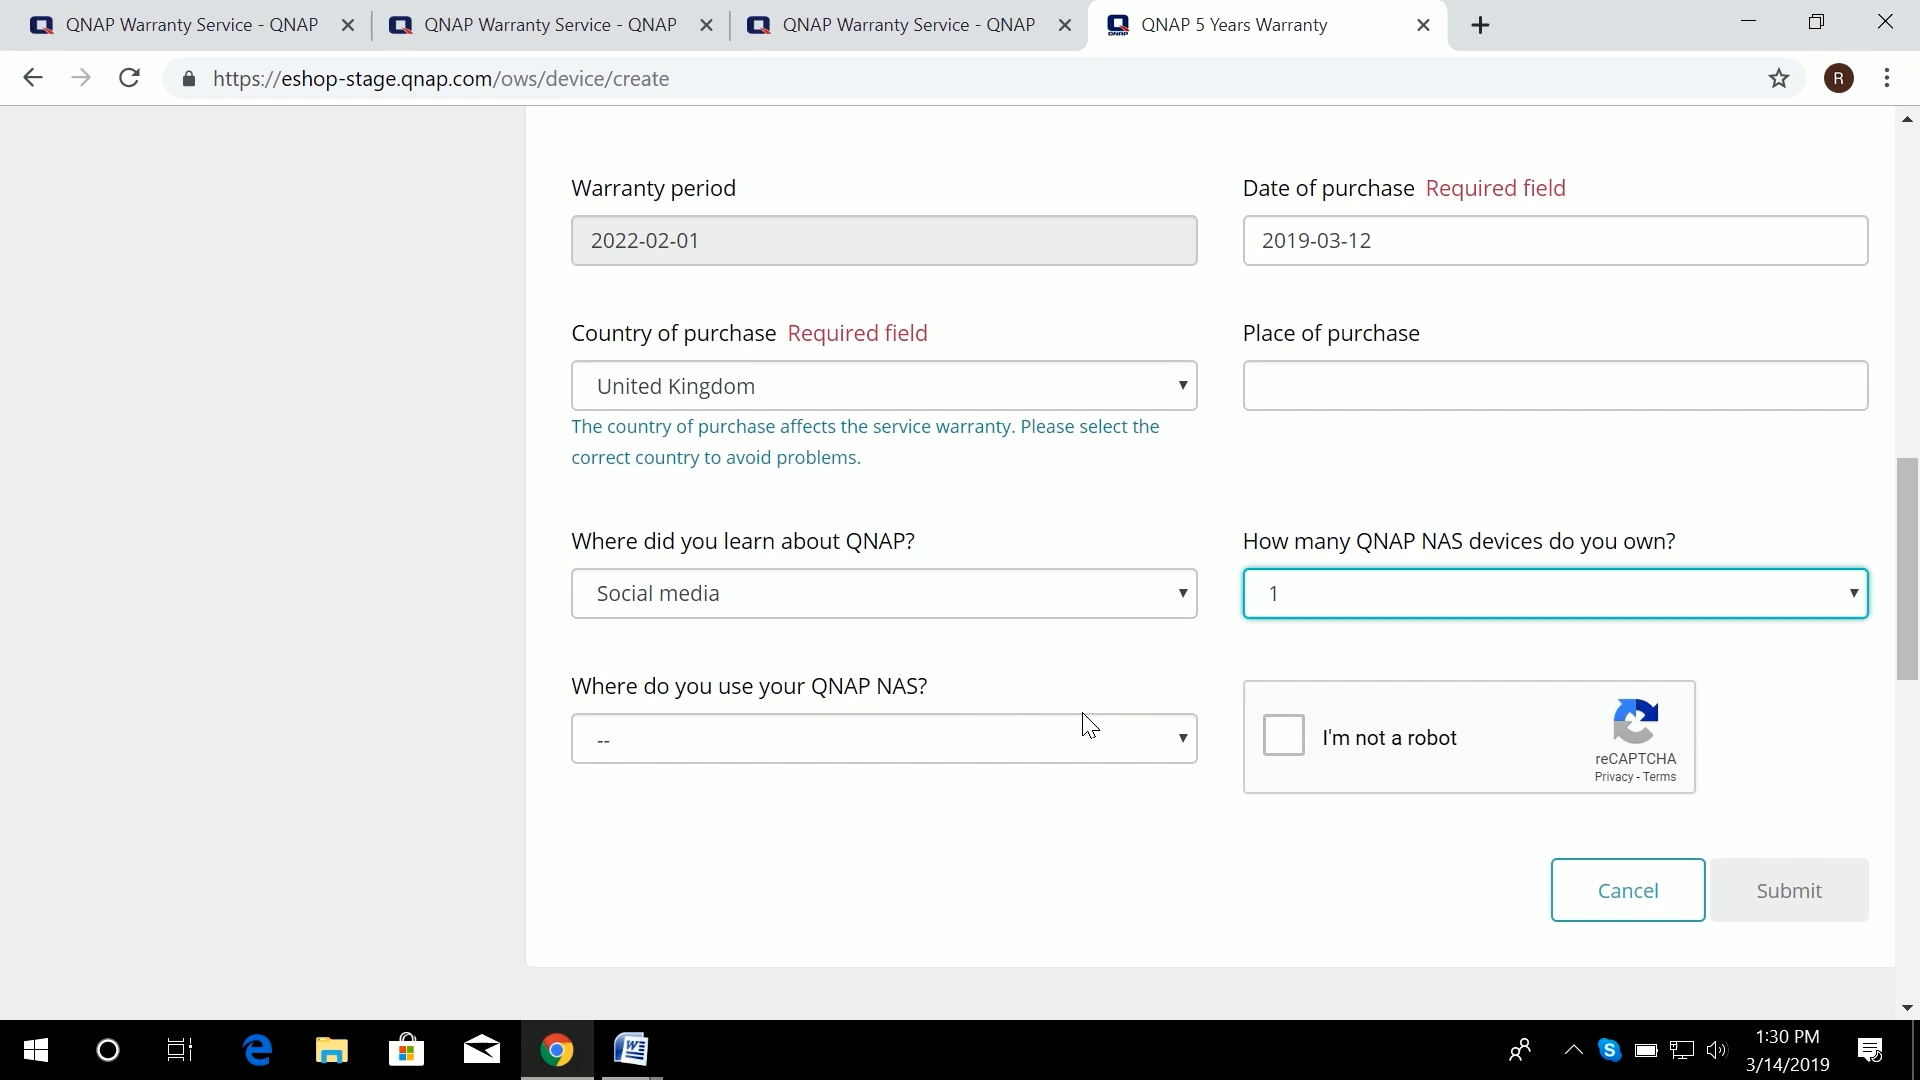 QNAP Warranty Service - QNAP
QNAP Warranty Service - QNAP
QNAP Warranty Service - QNAP
QNAP 5 Years Warranty
https://eshop-stage.qnap.com/ows/device/create
R
Warranty period
Date of purchase Required field
2022-02-01
2019-03-12
Country of purchase Required field
Place of purchase
United Kingdom
The country of purchase affects the service warranty. Please select the
correct country to avoid problems.
Where did you learn about QNAP?
How many QNAP NAS devices do you own?
Social media
1
Where do you use your QNAP NAS?
--
I'm not a robot
reCAPTCHA
Privacy - Terms
Cancel
Submit
1:30 PM
3/14/2019